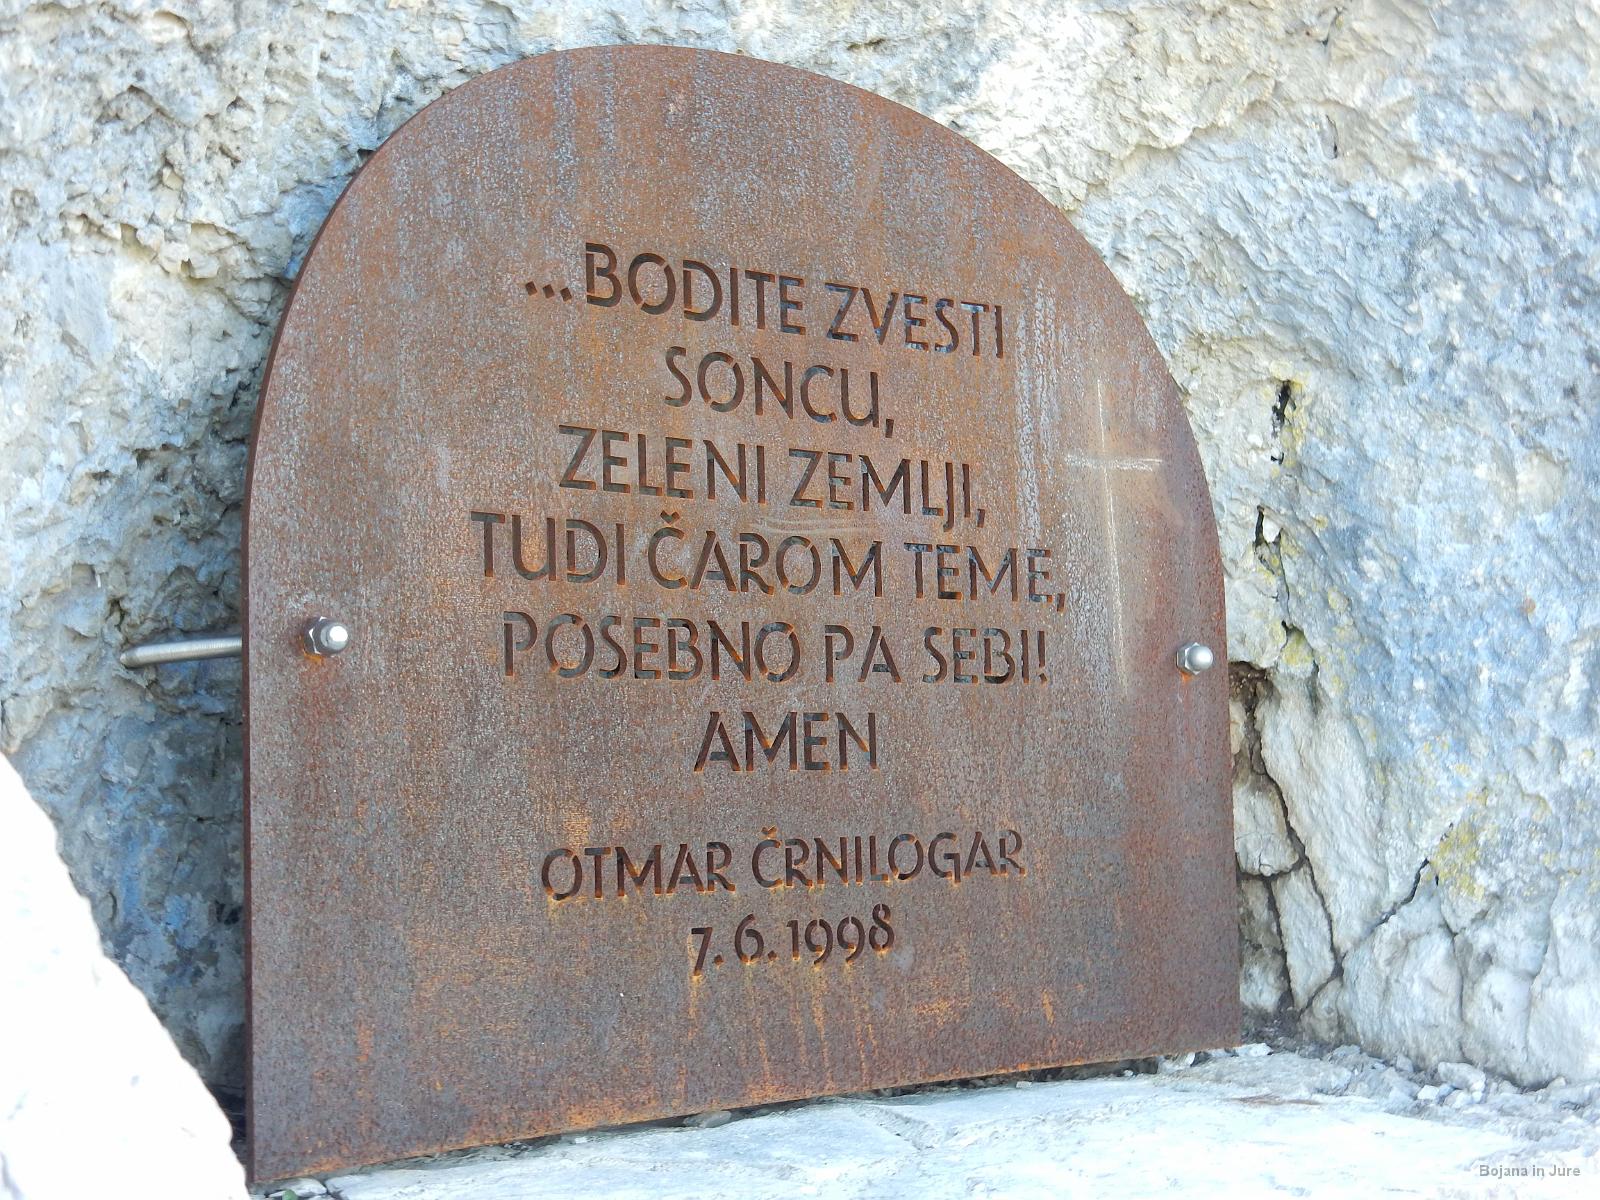 ...BODITE ZVESTI
SONCU,
ZELENI ZEMLJI,
TUDI ČAROM TEME,
POSEBNO PA SEBI!
AMEN
OTMAR ČRNILOGAR
7.6.1998
Bojana in Jure